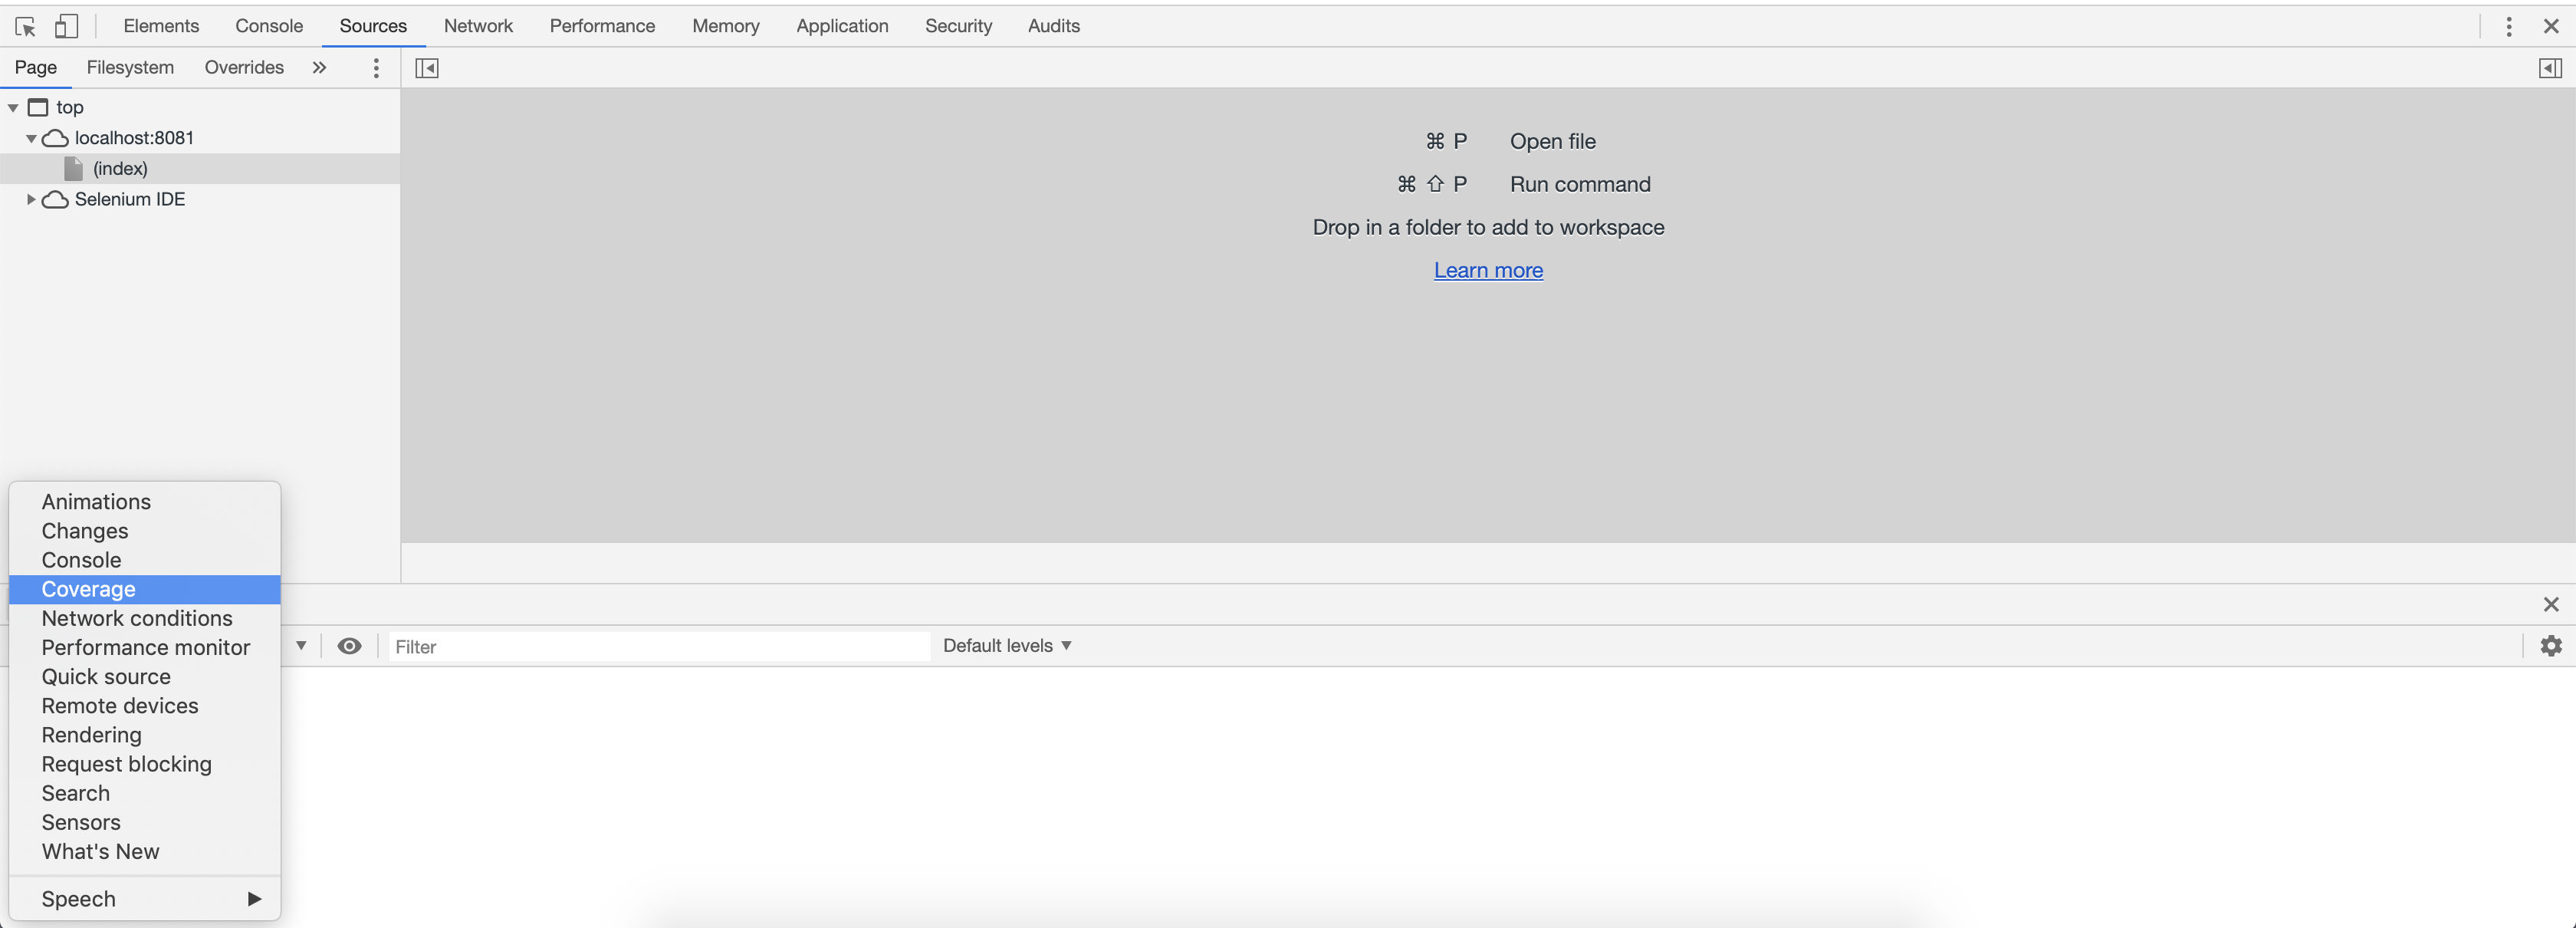 Elements Console Sources Network Performance Memory Application Security Audits
Page Filesystem Overrides »
top
localhost:8081
(index)
Selenium IDE
⌘ P Open file
⌘ ⇧ P Run command
Drop in a folder to add to workspace
Learn more
Animations
Changes
Console
Coverage
Network conditions
Performance monitor
Quick source
Remote devices
Rendering
Request blocking
Search
Sensors
What's New
Speech
Filter Default levels ▼